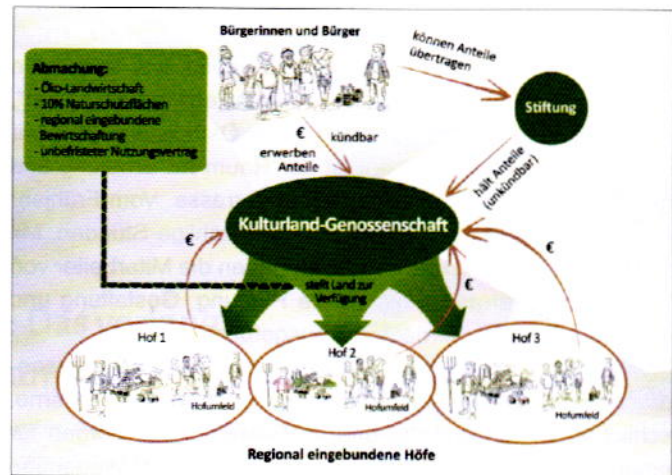 Bürgerinnen und Bürger
Abmachung:
- Öko-Landwirtschaft
- 10% Naturschutzflächen
- regional eingebundene
Bewirtschaftung
- unbefristeter Nutzungsvertrag
können Anteile
übertragen
Stiftung
€
kündbar
erwerben
Anteile
hält Anteile
(unkündbar)
Kulturland-Genossenschaft
€
€
€
stellt Land zur
Verfügung
Hof 1
Hofumfeld
Hof 2
Hofumfeld
Hof 3
Hofumfeld
Regional eingebundene Höfe